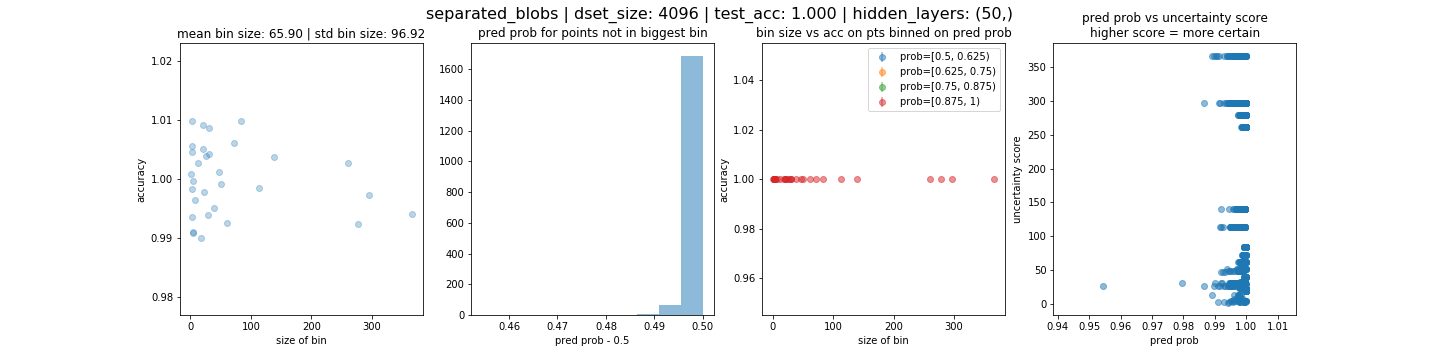 separated_blobs | dset_size: 4096 | test_acc: 1.000 | hidden_layers: (50,)
mean bin size: 65.90 | std bin size: 96.92
1.02
1.01
1.00
0.99
0.98
accuracy
0
100
200
300
size of bin
pred prob for points not in biggest bin
1600
1400
1200
1000
800
600
400
200
0
0.46
0.47
0.48
0.49
0.50
pred prob - 0.5
bin size vs acc on pts binned on pred prob
prob=[0.5, 0.625)
prob=[0.625, 0.75)
prob=[0.75, 0.875)
prob=[0.875, 1)
1.04
1.02
1.00
0.98
0.96
accuracy
0
100
200
300
size of bin
pred prob vs uncertainty score
higher score = more certain
350
300
250
200
150
100
50
0
uncertainty score
0.94
0.95
0.96
0.97
0.98
0.99
1.00
1.01
pred prob